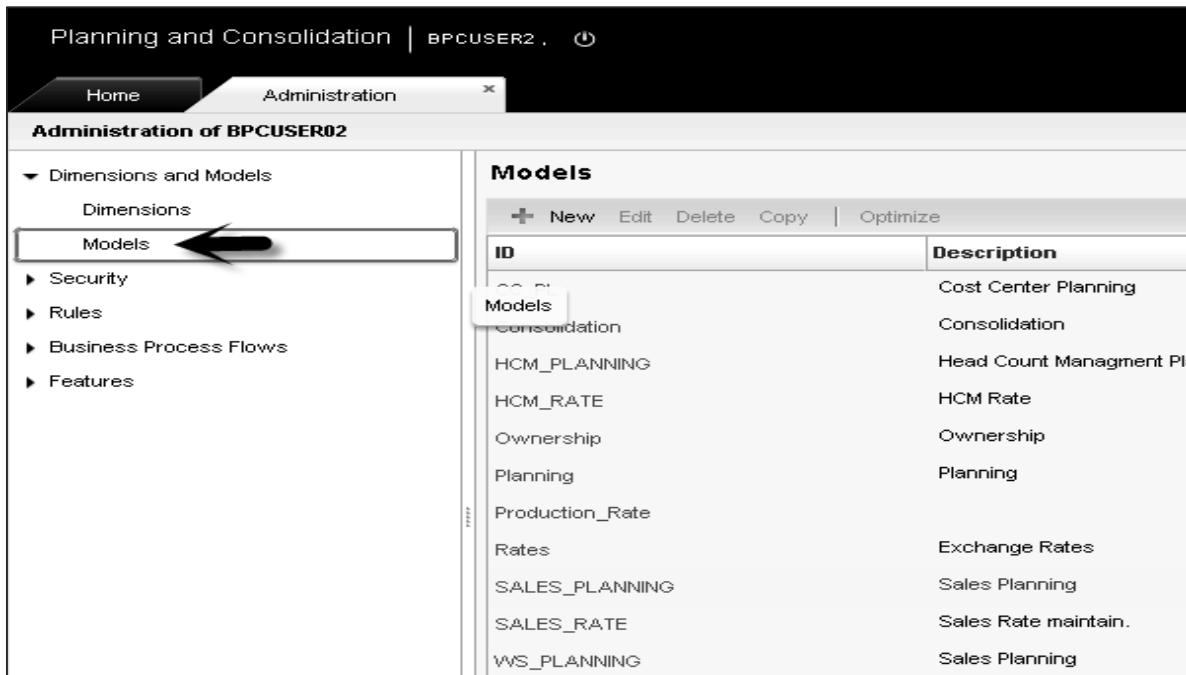 Planning and Consolidation | BPCUSER2 ,
Home
Administration
Administration of BPCUSER02
Dimensions and Models
Dimensions
Models
Security
Rules
Business Process Flows
Features
Models
New Edit Delete Copy | Optimize
ID Description
Cost Center Planning
Models
Consolidation Consolidation
HCM_PLANNING Head Count Managment Pl
HCM_RATE HCM Rate
Ownership Ownership
Planning Planning
Production_Rate
Rates Exchange Rates
SALES_PLANNING Sales Planning
SALES_RATE Sales Rate maintain.
WS_PLANNING Sales Planning